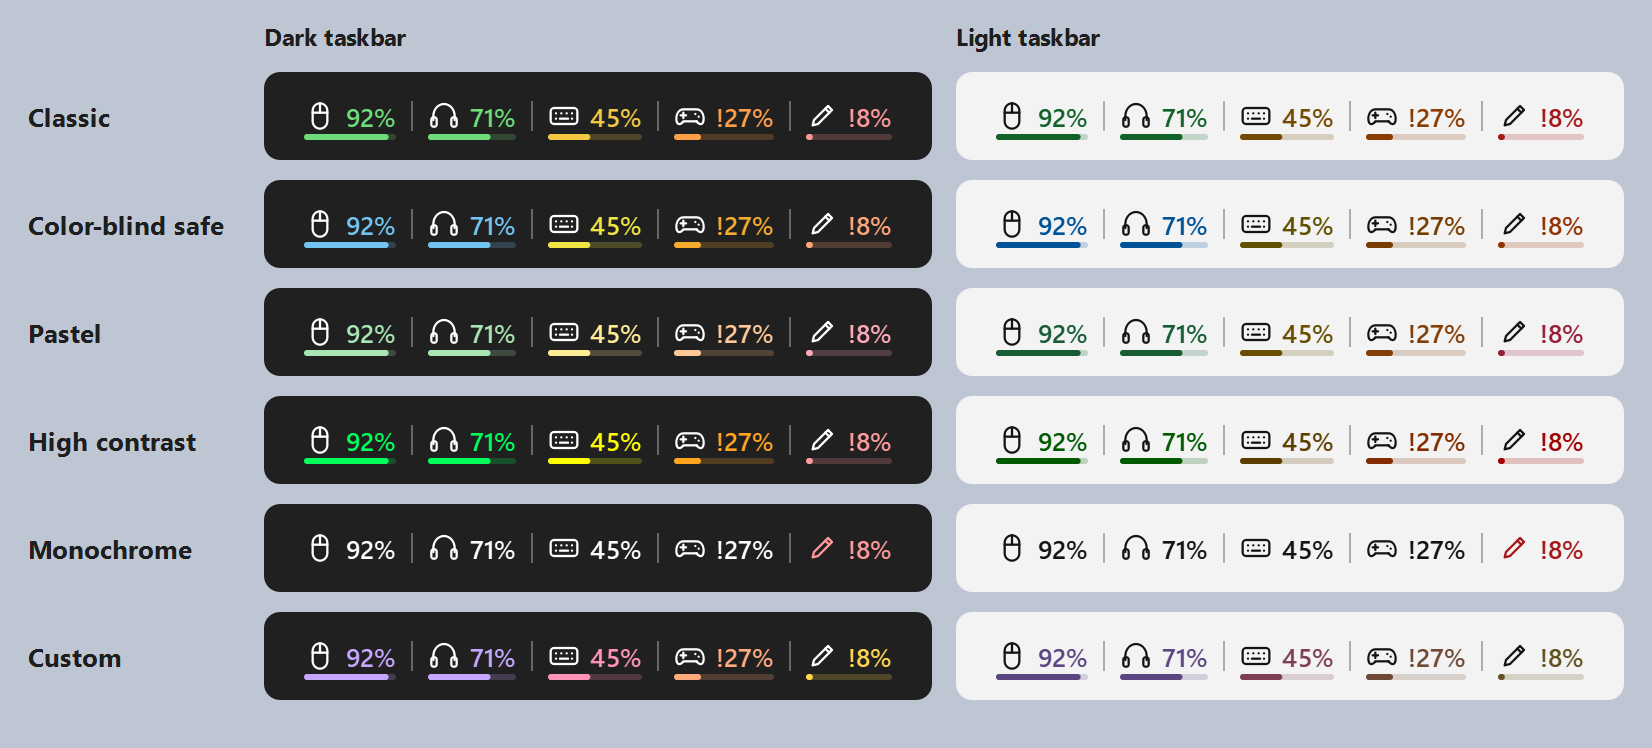 Dark taskbar Light taskbar
Classic 92% 71% 45% !27% !8% 92% 71% 45% !27% !8%
Color-blind safe 92% 71% 45% !27% !8% 92% 71% 45% !27% !8%
Pastel 92% 71% 45% !27% !8% 92% 71% 45% !27% !8%
High contrast 92% 71% 45% !27% !8% 92% 71% 45% !27% !8%
Monochrome 92% 71% 45% !27% !8% 92% 71% 45% !27% !8%
Custom 92% 71% 45% !27% !8% 92% 71% 45% !27% !8%